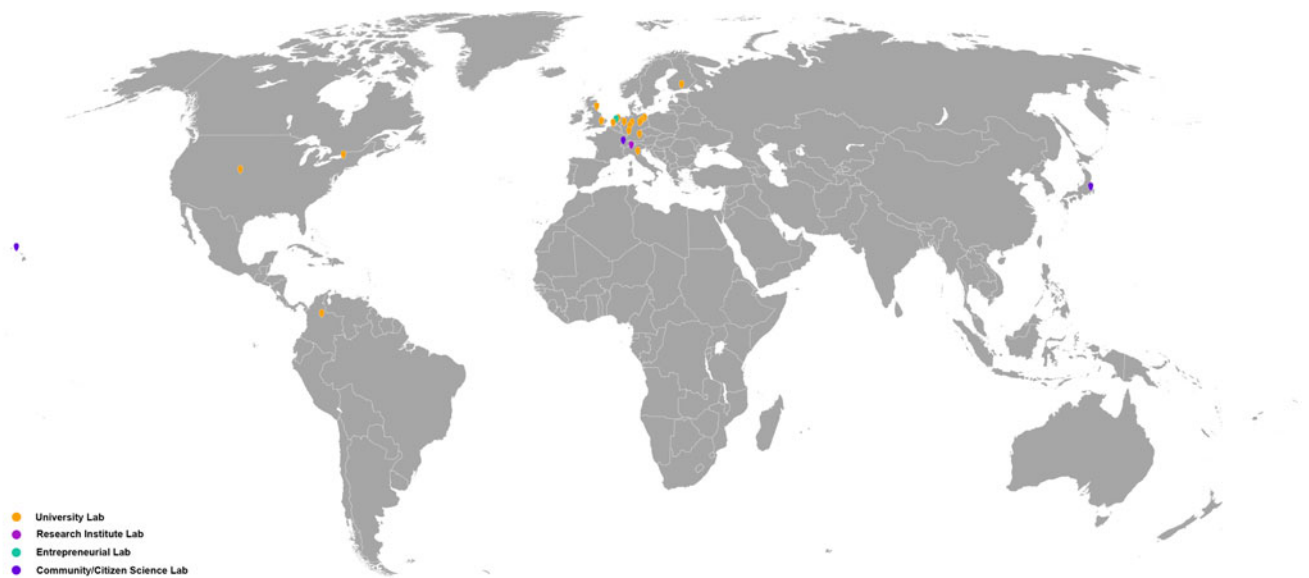 University Lab
Research Institute Lab
Entrepreneurial Lab
Community/Citizen Science Lab